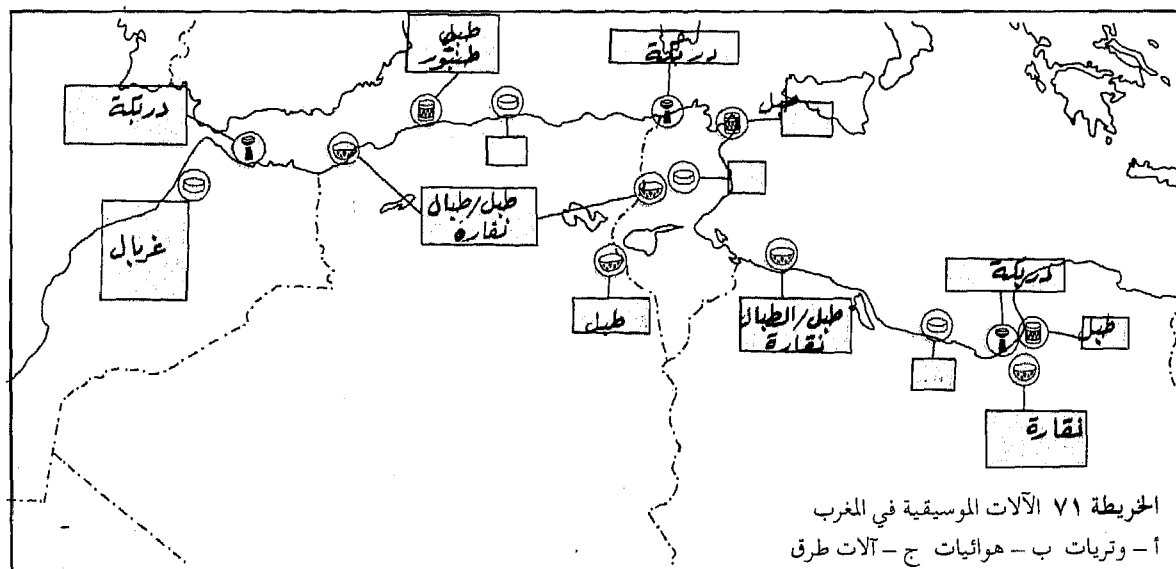 طبل
طنبور
دربكة
دربكة
طبل
طبل/طبال
نقارة
غربال
طبل
طبل/الطبال
نقارة
دربكة
طبل
نقارة
الخريطة ٧١ الآلات الموسيقية في المغرب
أ – وتريات ب – هوائيات ج – آلات طرق